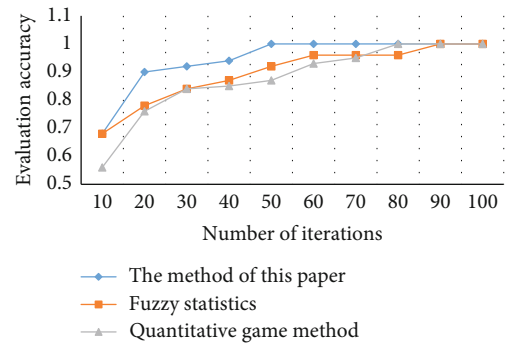 Evaluation accuracy
1.1
1
0.9
0.8
0.7
0.6
0.5
10 20 30 40 50 60 70 80 90 100
Number of iterations
The method of this paper
Fuzzy statistics
Quantitative game method